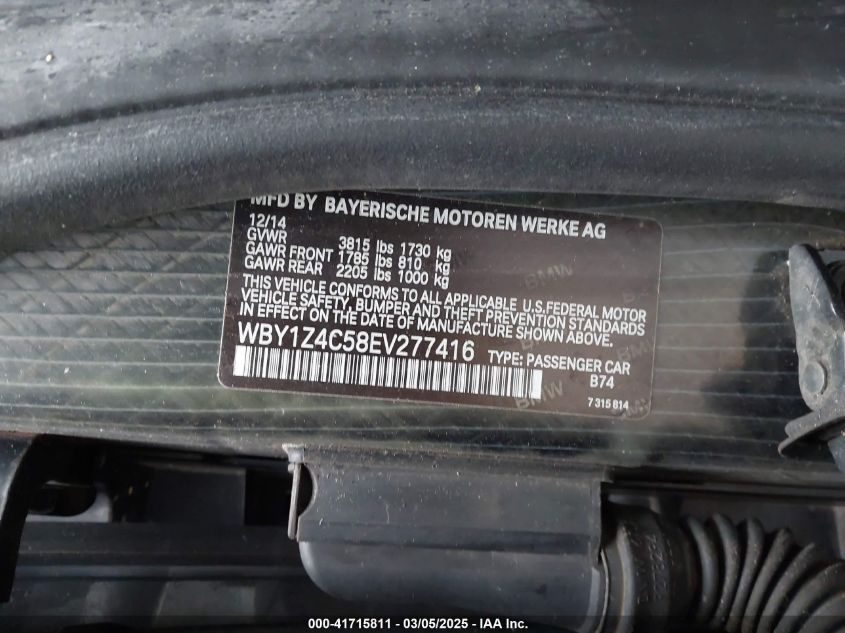 MFD BY BAYERISCHE MOTOREN WERKE AG
12/14
GVWR 3815 lbs 1730 kg
GAWR FRONT 1785 lbs 810 kg
GAWR REAR 2205 lbs 1000 kg
THIS VEHICLE CONFORMS TO ALL APPLICABLE U.S.FEDERAL MOTOR
VEHICLE SAFETY, BUMPER AND THEFT PREVENTION STANDARDS
IN EFFECT ON THE DATE OF MANUFACTURE SHOWN ABOVE.
WBY1Z4C58EV277416 TYPE: PASSENGER CAR
B74
7 315 814
BMW
BMW
BMW
000-41715811 - 03/05/2025 - IAA Inc.